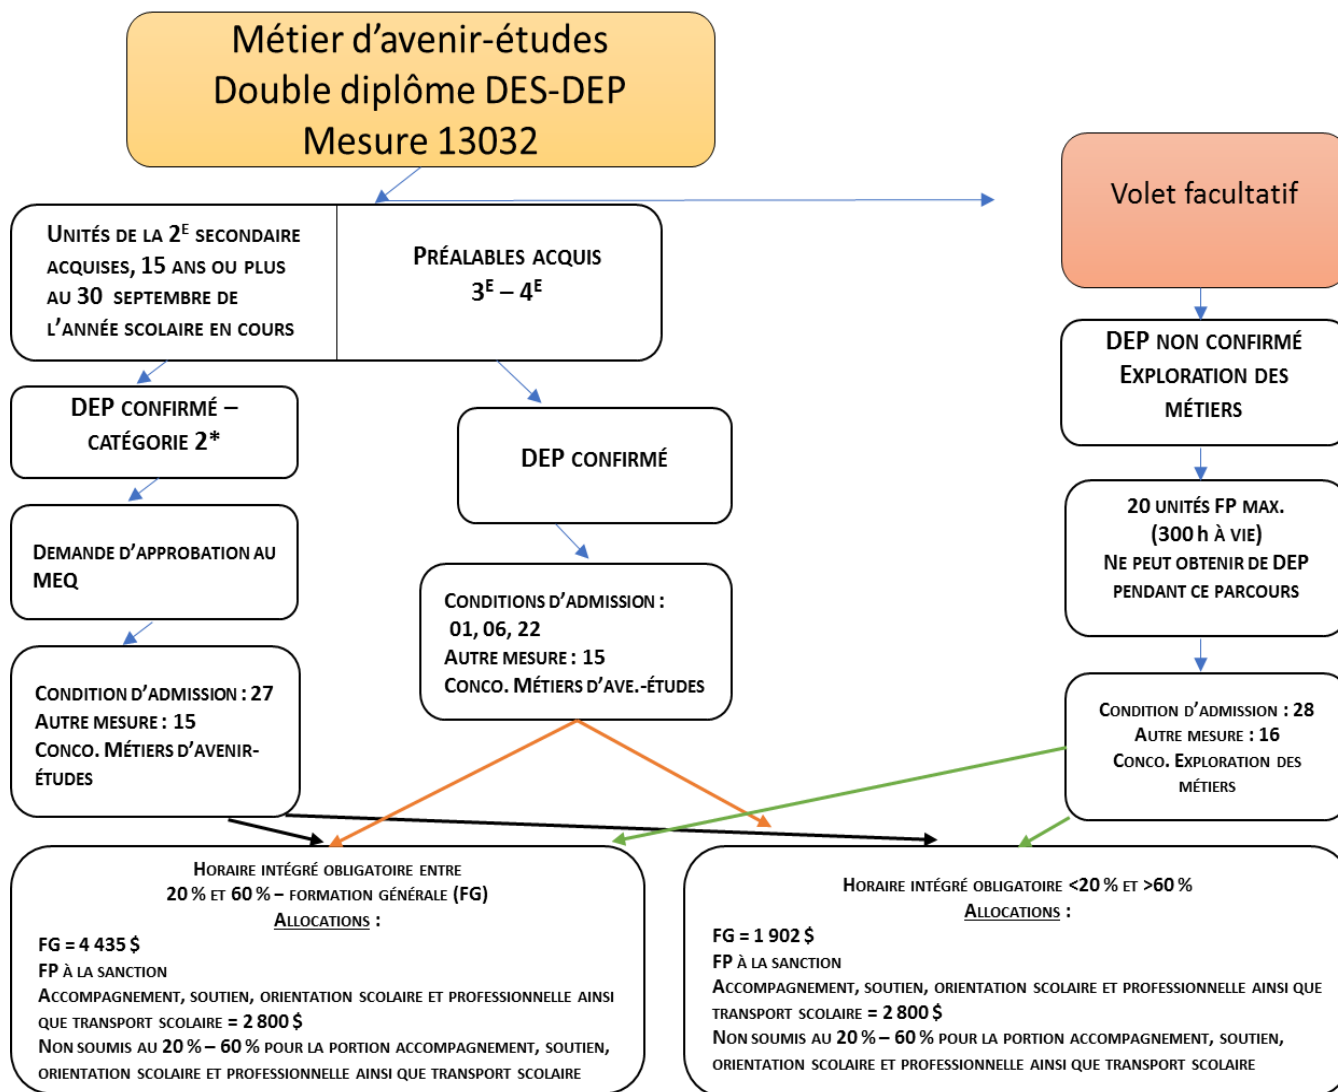 Métier d'avenir-études
Double diplôme DES-DEP
Mesure 13032
Volet facultatif
Unités de la 2E secondaire
acquises, 15 ans ou plus
au 30 septembre de
l'année scolaire en cours
Préalables acquis
3E – 4E
DEP confirmé –
catégorie 2*
DEP confirmé
DEP non confirmé
Exploration des
métiers
Demande d'approbation au
MEQ
Conditions d'admission :
01, 06, 22
Autre mesure : 15
Conco. Métiers d'ave.-études
20 unités FP max.
(300 h à vie)
Ne peut obtenir de DEP
pendant ce parcours
Condition d'admission : 27
Autre mesure : 15
Conco. Métiers d'avenir-
études
Condition d'admission : 28
Autre mesure : 16
Conco. Exploration des
métiers
Horaire intégré obligatoire entre
20 % et 60 % – formation générale (FG)
Allocations :
FG = 4 435 $
FP à la sanction
Accompagnement, soutien, orientation scolaire et professionnelle ainsi
que transport scolaire = 2 800 $
Non soumis au 20 % – 60 % pour la portion accompagnement, soutien,
orientation scolaire et professionnelle ainsi que transport scolaire
Horaire intégré obligatoire <20 % et >60 %
Allocations :
FG = 1 902 $
FP à la sanction
Accompagnement, soutien, orientation scolaire et professionnelle ainsi que
transport scolaire = 2 800 $
Non soumis au 20 % – 60 % pour la portion accompagnement, soutien,
orientation scolaire et professionnelle ainsi que transport scolaire